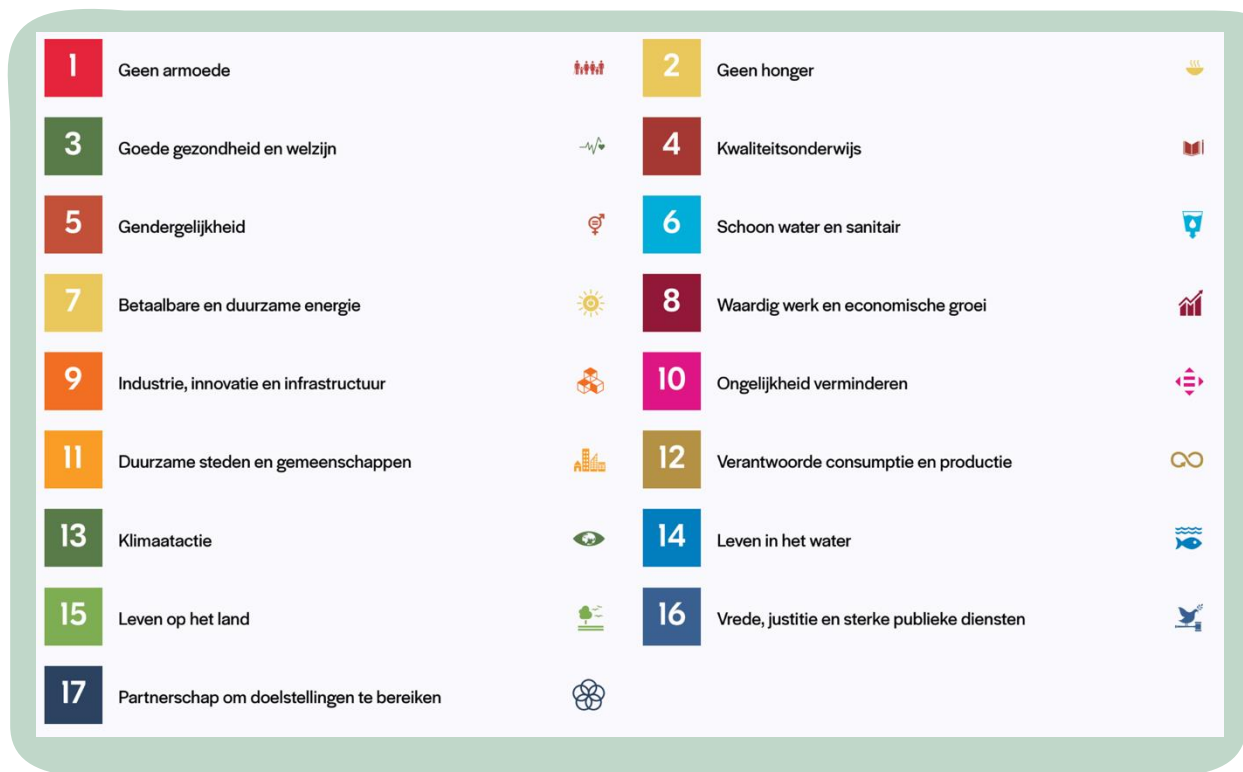 1 Geen armoede
2 Geen honger
3 Goede gezondheid en welzijn
4 Kwaliteitsonderwijs
5 Gendergelijkheid
6 Schoon water en sanitair
7 Betaalbare en duurzame energie
8 Waardig werk en economische groei
9 Industrie, innovatie en infrastructuur
10 Ongelijkheid verminderen
11 Duurzame steden en gemeenschappen
12 Verantwoorde consumptie en productie
13 Klimaatactie
14 Leven in het water
15 Leven op het land
16 Vrede, justitie en sterke publieke diensten
17 Partnerschap om doelstellingen te bereiken